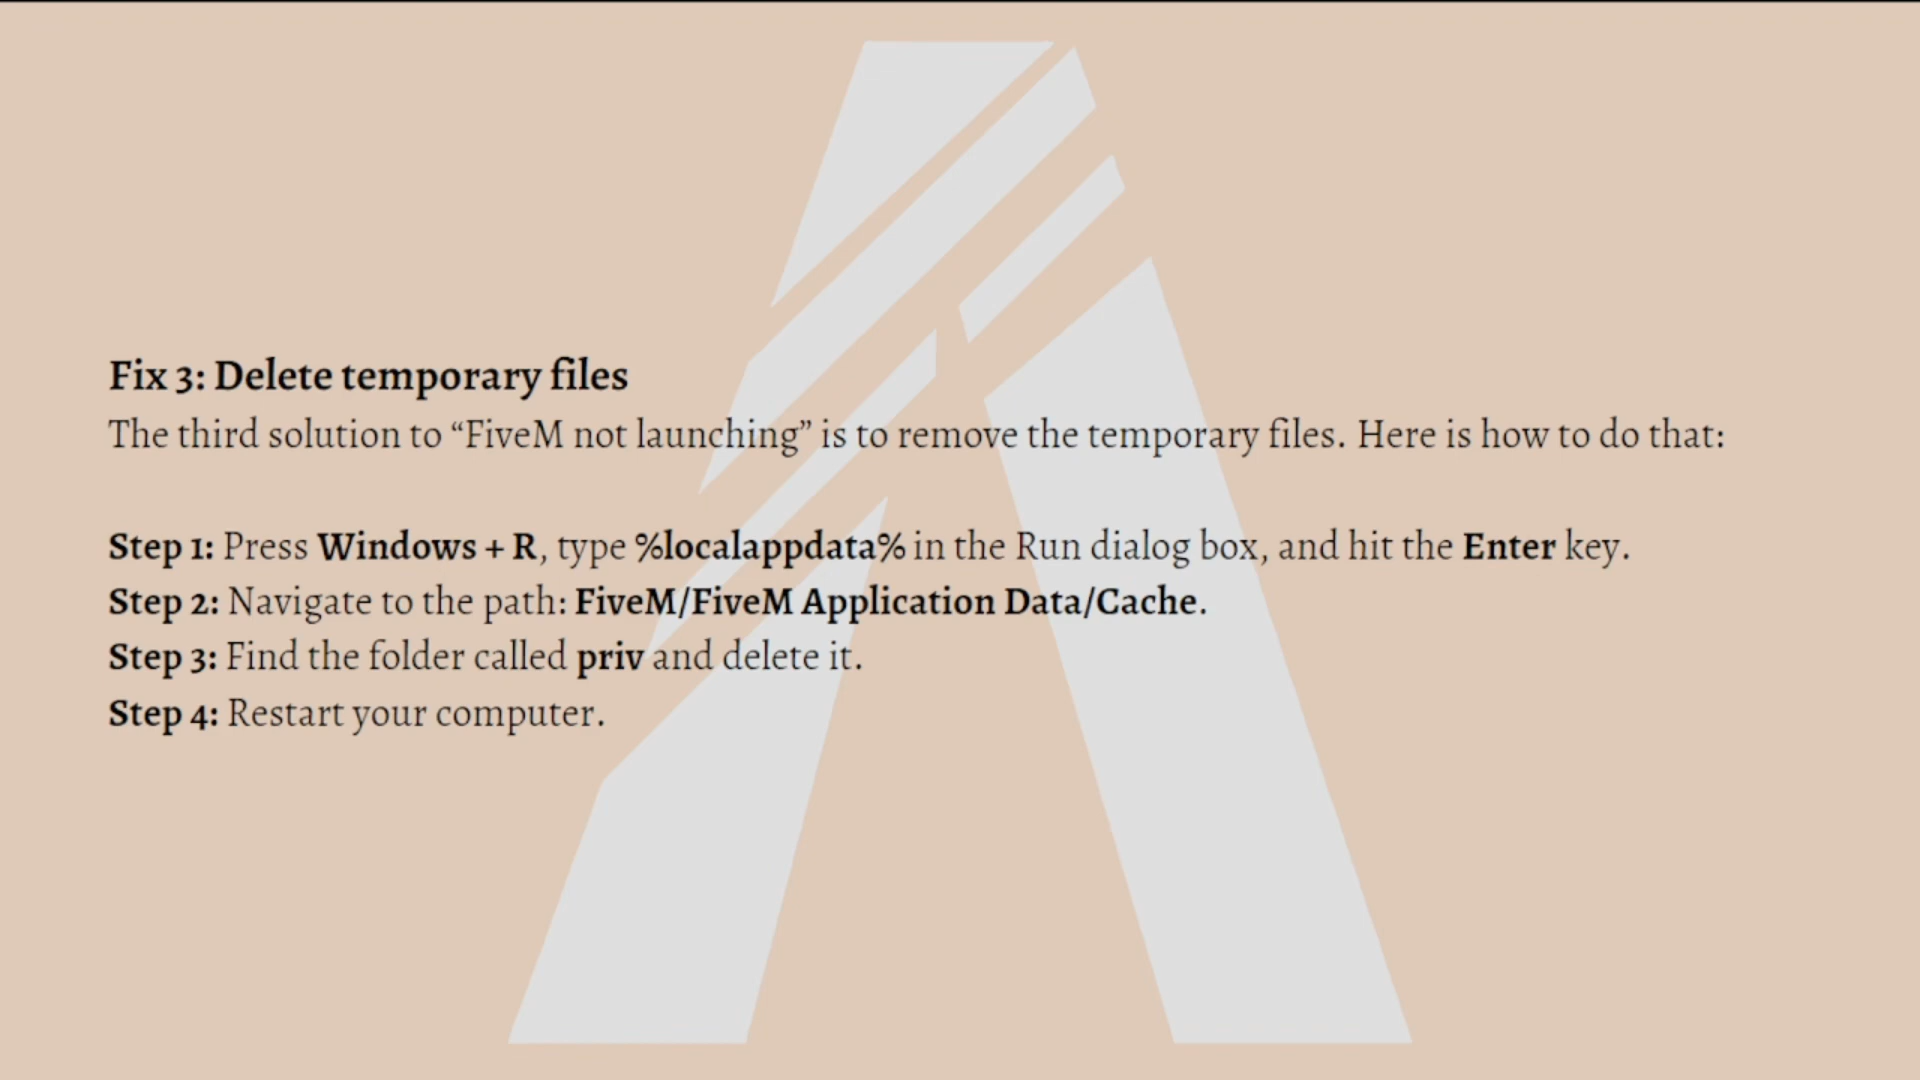 Fix 3: Delete temporary files
The third solution to “FiveM not launching” is to remove the temporary files. Here is how to do that:
Step 1: Press Windows + R, type %localappdata% in the Run dialog box, and hit the Enter key.
Step 2: Navigate to the path: FiveM/FiveM Application Data/Cache.
Step 3: Find the folder called priv and delete it.
Step 4: Restart your computer.